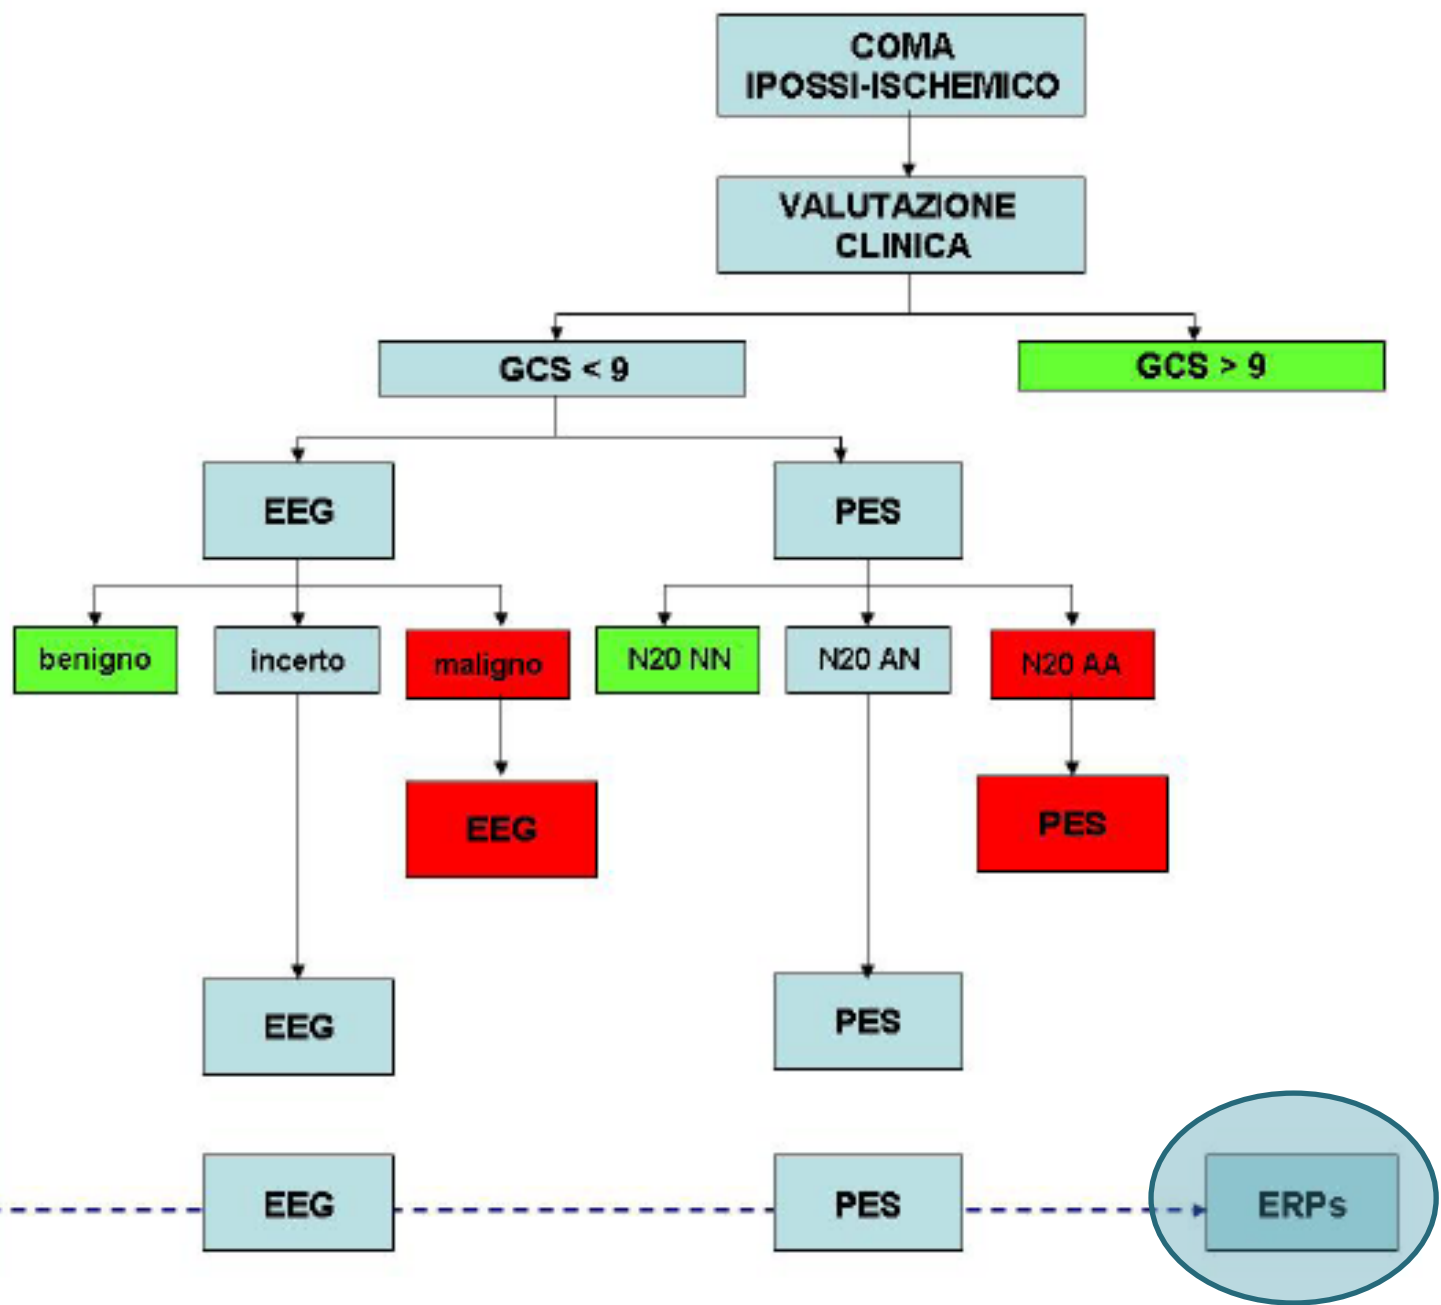 COMA
IPOSSI-ISCHEMICO
VALUTAZIONE
CLINICA
GCS < 9
GCS > 9
EEG
PES
benigno
incerto
maligno
N20 NN
N20 AN
N20 AA
EEG
PES
EEG
PES
EEG
PES
ERPs